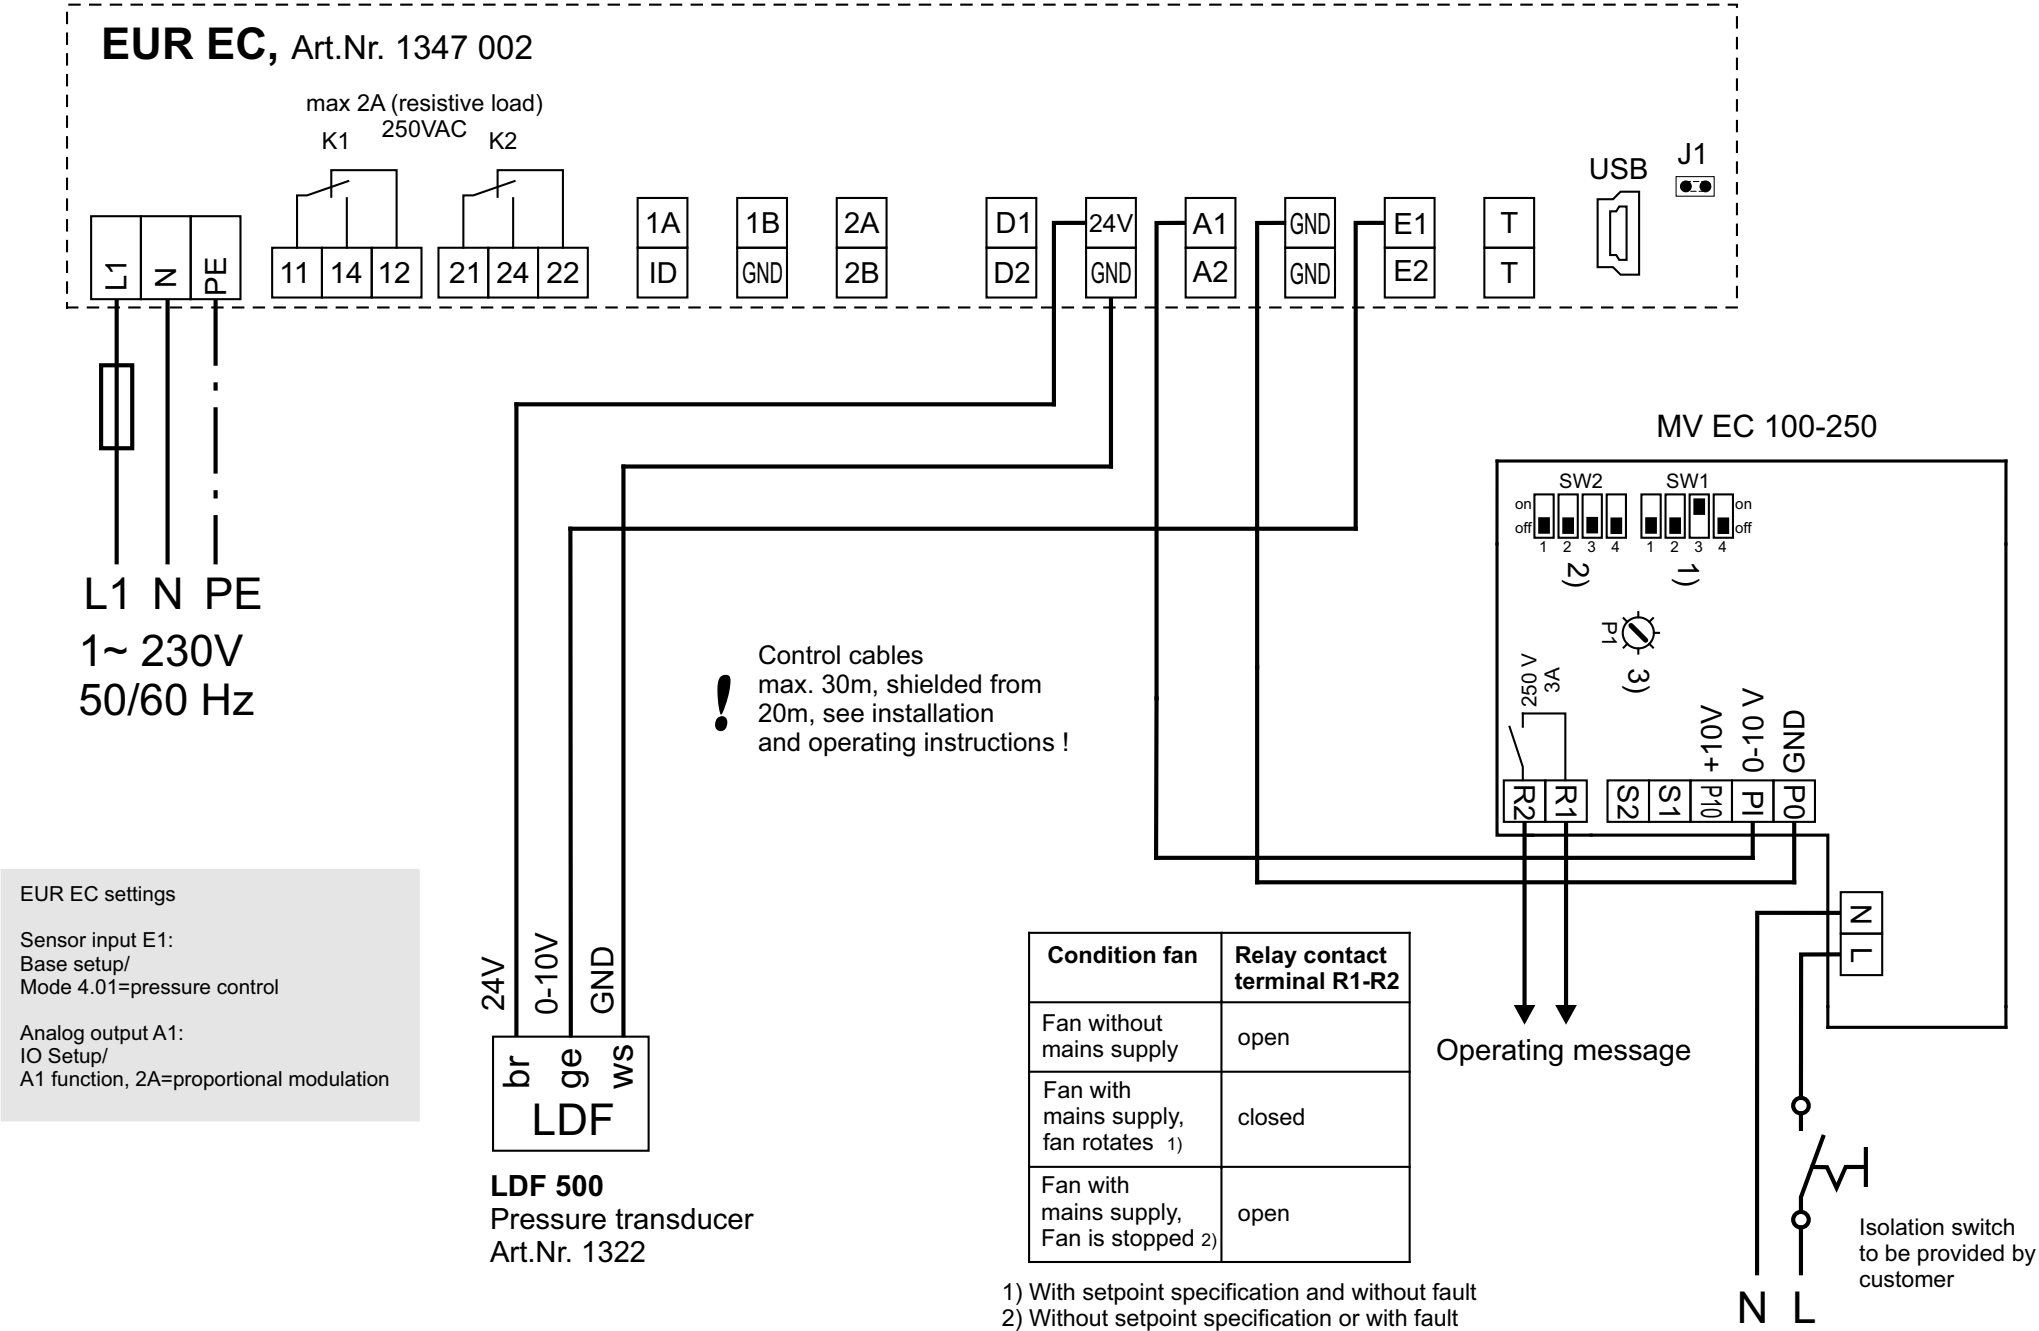 EUR EC, Art.Nr. 1347 002
max 2A (resistive load)
250VAC
K1
K2
USB
J1
L1 N PE
11 14 12
21 24 22
1A
ID
1B
GND
2A
2B
D1
D2
24V
GND
A1
A2
GND
GND
E1
E2
T
T
L1 N PE
1~ 230V
50/60 Hz
MV EC 100-250
SW2
SW1
on
off
on
off
1 2 3 4
1 2 3 4
2)
1)
P1
3)
250 V
3A
+10V
0-10 V
GND
R2 R1
S2 S1 P10 PI P0
N
L
!
Control cables
max. 30m, shielded from
20m, see installation
and operating instructions !
EUR EC settings
Sensor input E1:
Base setup/
Mode 4.01=pressure control
Analog output A1:
IO Setup/
A1 function, 2A=proportional modulation
24V
0-10V
GND
br ge ws
LDF
LDF 500
Pressure transducer
Art.Nr. 1322
Condition fan
Relay contact
terminal R1-R2
Fan without
mains supply
open
Fan with
mains supply,
fan rotates 1)
closed
Fan with
mains supply,
Fan is stopped 2)
open
1) With setpoint specification and without fault
2) Without setpoint specification or with fault
Operating message
Isolation switch
to be provided by
customer
N L